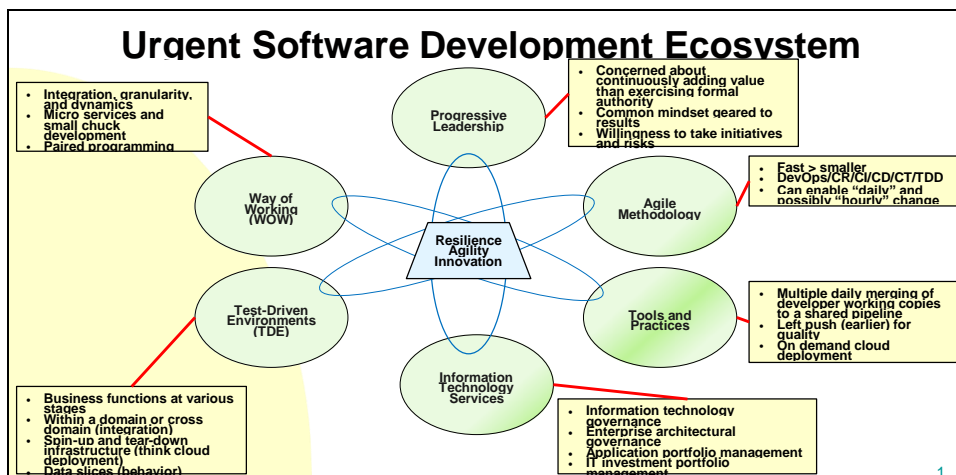 Urgent Software Development Ecosystem
• Integration, granularity,
and dynamics
• Micro services and
small chuck
development
• Paired programming
Progressive
Leadership
• Concerned about
continuously adding value
than exercising formal
authority
• Common mindset geared to
results
• Willingness to take initiatives
and risks
Way of
Working
(WOW)
Agile
Methodology
• Fast > smaller
• DevOps/CR/CI/CD/CT/TDD
• Can enable “daily” and
possibly “hourly” change
Resilience
Agility
Innovation
Test-Driven
Environments
(TDE)
Tools and
Practices
• Multiple daily merging of
developer working copies
to a shared pipeline
• Left push (earlier) for
quality
• On demand cloud
deployment
Information
Technology
Services
• Business functions at various
stages
• Within a domain or cross
domain (integration)
• Spin-up and tear-down
infrastructure (think cloud
deployment)
• Data slices (behavior)
• Information technology
governance
• Enterprise architectural
governance
• Application portfolio management
• IT investment portfolio
management
1